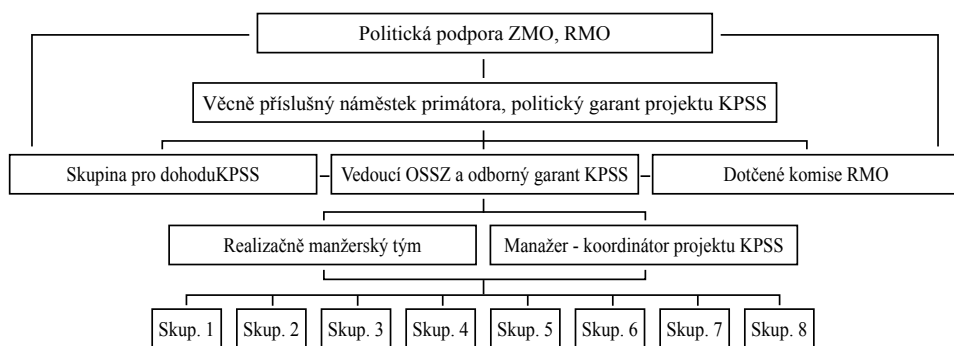 Politická podpora ZMO, RMO
Věcně příslušný náměstek primátora, politický garant projektu KPSS
Skupina pro dohoduKPSS
Vedoucí OSSZ a odborný garant KPSS
Dotčené komise RMO
Realizačně manžerský tým
Manažer - koordinátor projektu KPSS
Skup. 1
Skup. 2
Skup. 3
Skup. 4
Skup. 5
Skup. 6
Skup. 7
Skup. 8